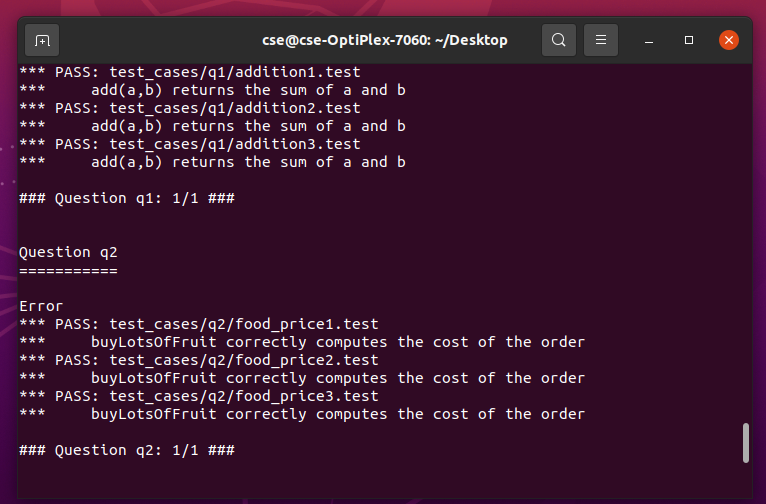 cse@cse-OptiPlex-7060: ~/Desktop
*** PASS: test_cases/q1/addition1.test
***     add(a,b) returns the sum of a and b
*** PASS: test_cases/q1/addition2.test
***     add(a,b) returns the sum of a and b
*** PASS: test_cases/q1/addition3.test
***     add(a,b) returns the sum of a and b
### Question q1: 1/1 ###
Question q2
===========
Error
*** PASS: test_cases/q2/food_price1.test
***     buyLotsOfFruit correctly computes the cost of the order
*** PASS: test_cases/q2/food_price2.test
***     buyLotsOfFruit correctly computes the cost of the order
*** PASS: test_cases/q2/food_price3.test
***     buyLotsOfFruit correctly computes the cost of the order
### Question q2: 1/1 ###